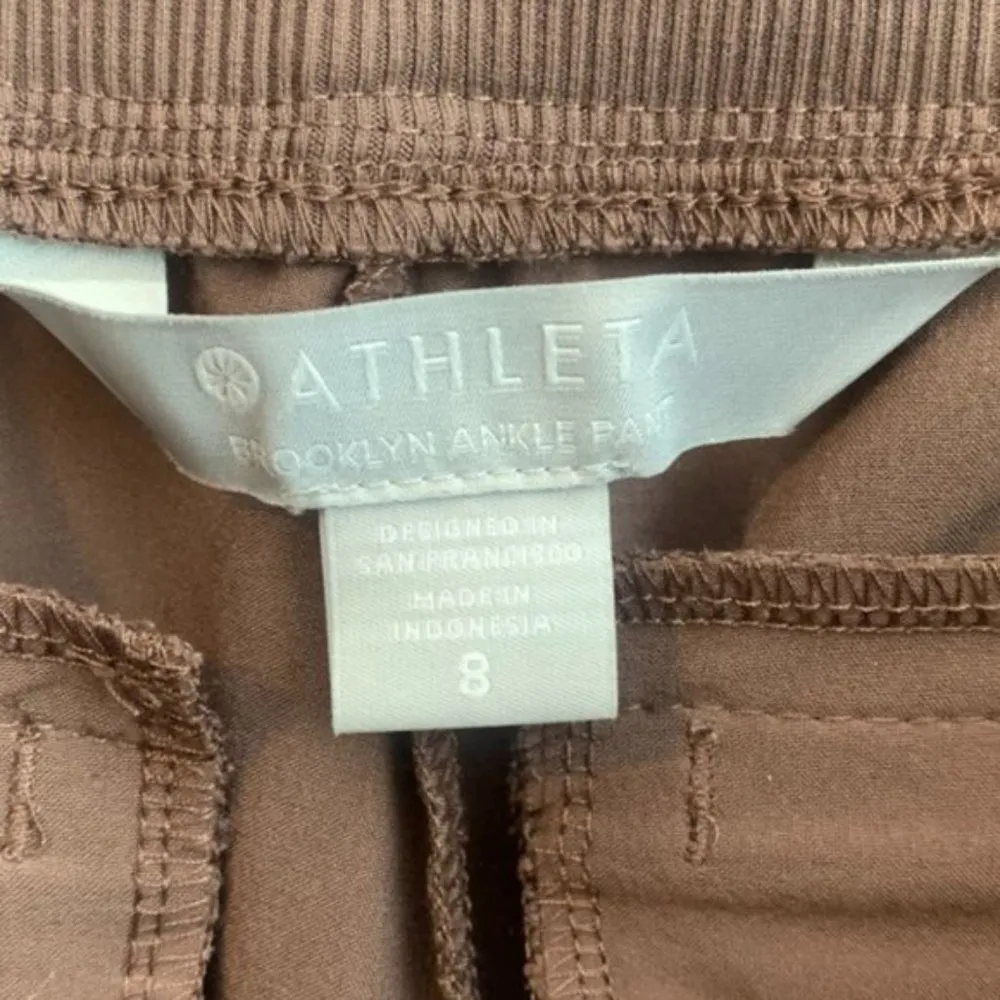 ATHLETA
BROOKLYN ANKLE PANT
DESIGNED IN
SAN FRANCISCO
MADE IN
INDONESIA
8